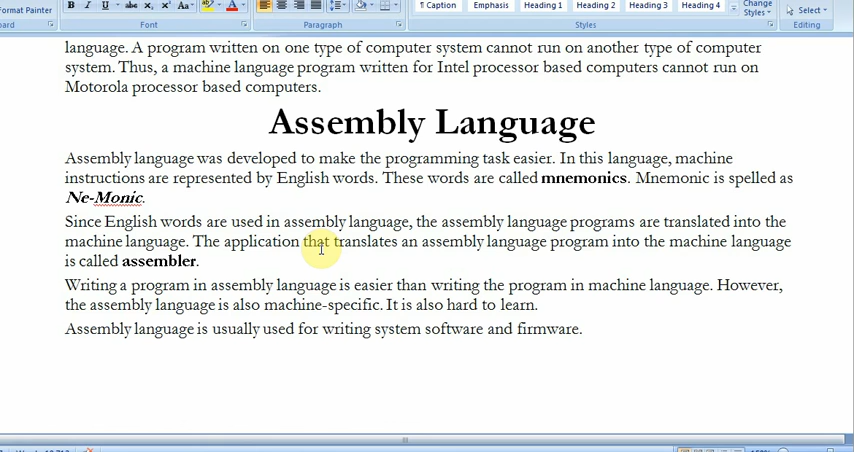 Format Painter
B I U abc x₂ x² Aa ab A
Caption Emphasis Heading 1 Heading 2 Heading 3 Heading 4 Change Styles Select
Font Paragraph Styles Editing
language. A program written on one type of computer system cannot run on another type of computer
system. Thus, a machine language program written for Intel processor based computers cannot run on
Motorola processor based computers.
Assembly Language
Assembly language was developed to make the programming task easier. In this language, machine
instructions are represented by English words. These words are called mnemonics. Mnemonic is spelled as
Ne-Monic.
Since English words are used in assembly language, the assembly language programs are translated into the
machine language. The application that translates an assembly language program into the machine language
is called assembler.
Writing a program in assembly language is easier than writing the program in machine language. However,
the assembly language is also machine-specific. It is also hard to learn.
Assembly language is usually used for writing system software and firmware.